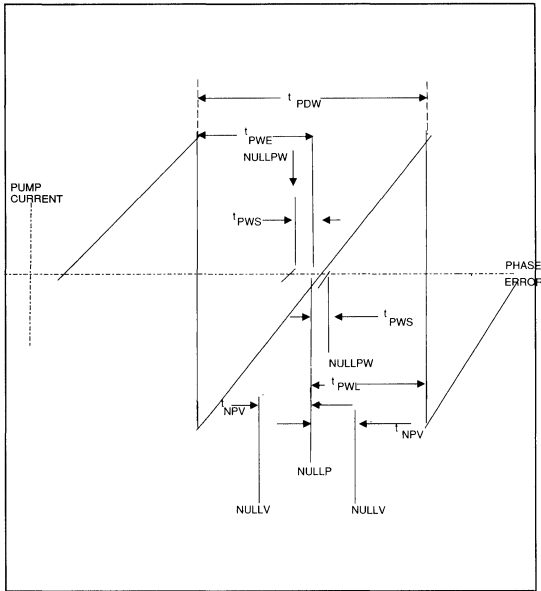 t PDW
t PWE
NULLPW
PUMP
CURRENT
t PWS
PHASE
ERROR
t PWS
NULLPW
t PWL
t NPV
t NPV
NULLP
NULLV
NULLV